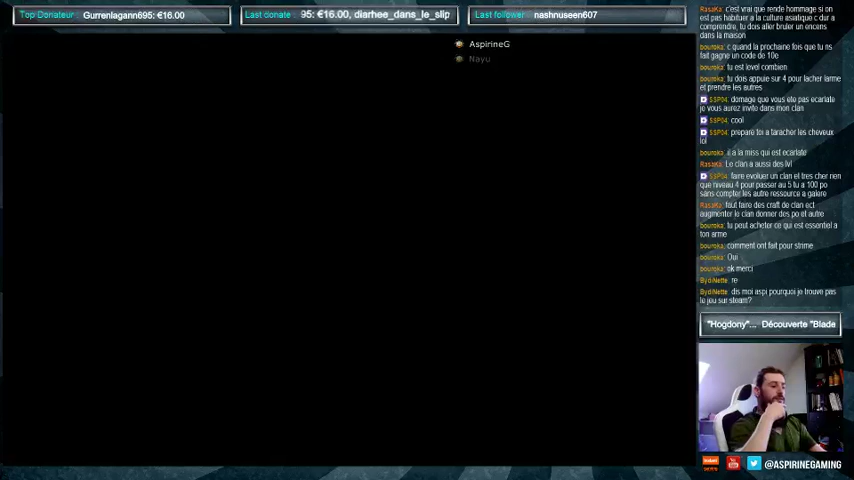 Top Donateur: Gurrenlagann695: €16.00
Last donate 95: €16.00, diarhee_dans_le_slip
Last follower: nashnuseen607
AspirineG
Nayu
RasaKa: c'est vrai que rende hommage si on
est pas habituer a la culture asiatique c dur a
comprendre, tu dois aller bruler un encens
dans la maison
bouroka: c quand la prochaine fois que tu ns
fait gagner un code de 10e
bouroka: tu est level combien
bouroka: tu dois appuie sur 4 pour lacher larme
et prendre les autres
SSP04: domage que vous ete pas ecarlate
je vous aurez invite dans mon clan
SSP04: cool
SSP04: prepare toi a taracher les cheveux
lol
bouroka: il a la miss qui est ecarlate
RasaKa: Le clan a aussi des lvl
SSP04: faire evoluer un clan et tres cher rien
que niveau 4 pour passer au 5 tu a 100 po
sans compter les autre ressource a galere
RasaKa: faut faire des craft de clan ect
augmenter le clan donner des po et autre
bouroka: tu peut acheter ce qui est essentiel a
ton arme
bouroka: comment ont fait pour strime
bouroka: Oui
bouroka: ok merci
BydiNette: re
BydiNette: dis moi aspi pourquoi je trouve pas
le jeu sur steam?
"Hogdony"... Découverte "Blade
@ASPIRINEGAMING